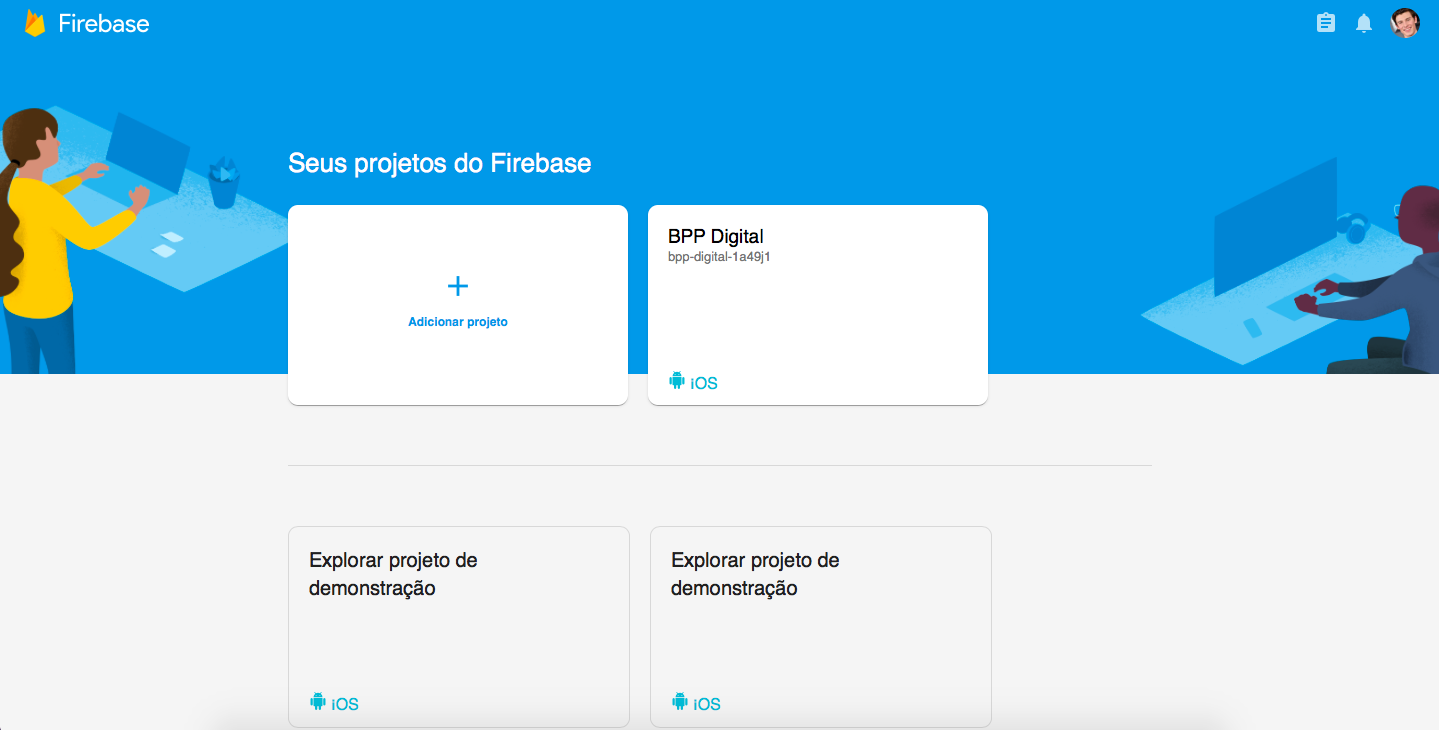 Firebase
Seus projetos do Firebase
Adicionar projeto
BPP Digital
bpp-digital-1a49j1
iOS
Explorar projeto de
demonstração
iOS
Explorar projeto de
demonstração
iOS